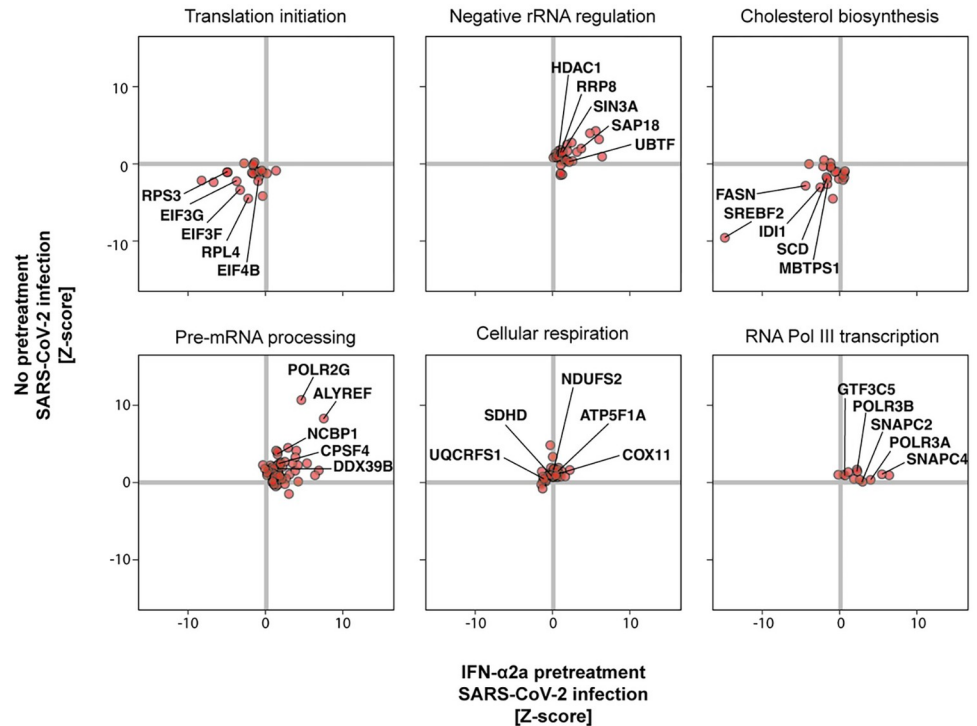 Translation initiation
Negative rRNA regulation
Cholesterol biosynthesis
10
0
-10
RPS3
EIF3G
EIF3F
RPL4
EIF4B
HDAC1
RRP8
SIN3A
SAP18
UBTF
FASN
SREBF2
IDI1
SCD
MBTPS1
No pretreatment
SARS-CoV-2 infection
[Z-score]
Pre-mRNA processing
Cellular respiration
RNA Pol III transcription
10
0
-10
POLR2G
ALYREF
NCBP1
CPSF4
DDX39B
NDUFS2
SDHD
ATP5F1A
UQCRFS1
COX11
GTF3C5
POLR3B
SNAPC2
POLR3A
SNAPC4
-10 0 10
-10 0 10
-10 0 10
IFN-α2a pretreatment
SARS-CoV-2 infection
[Z-score]